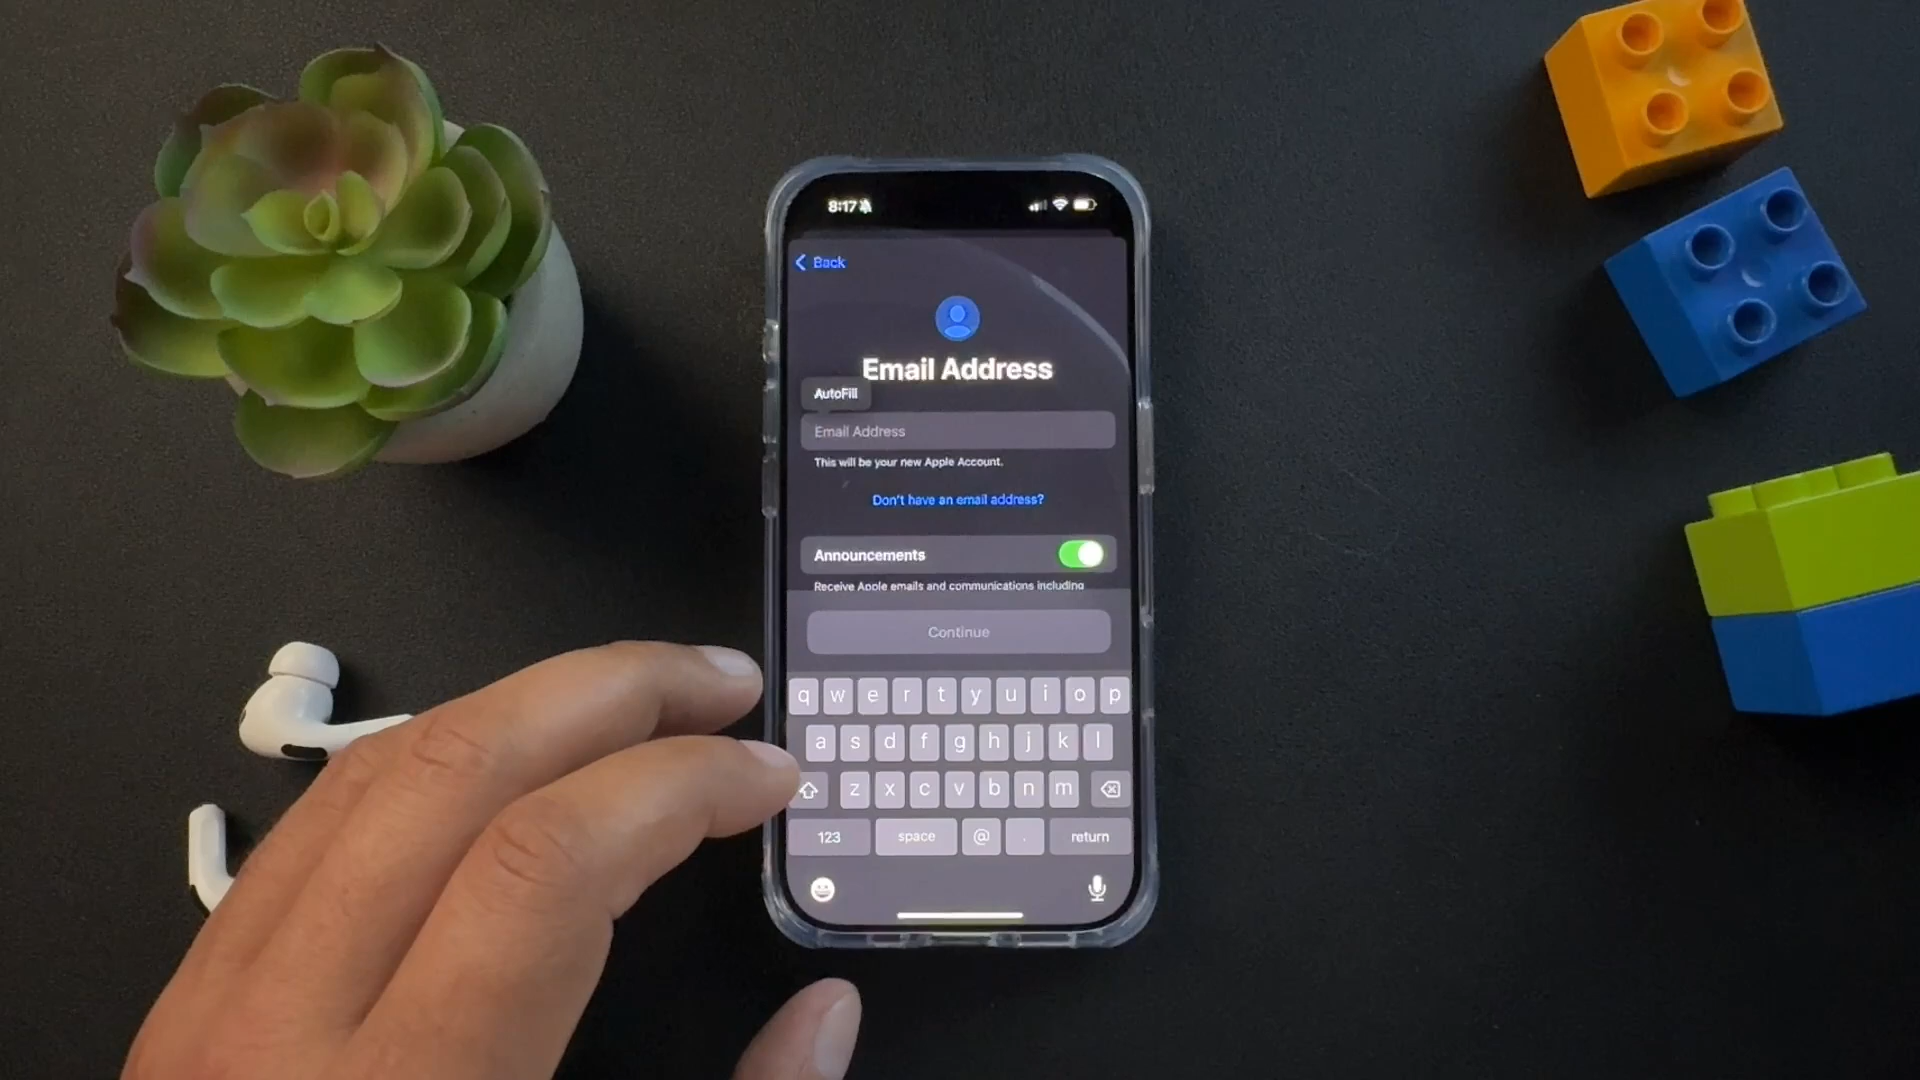 8:17
Back
Email Address
AutoFill
Email Address
This will be your new Apple Account.
Don't have an email address?
Announcements
Receive Apple emails and communications including
Continue
q w e r t y u i o p
a s d f g h j k l
z x c v b n m
123 space @ . return